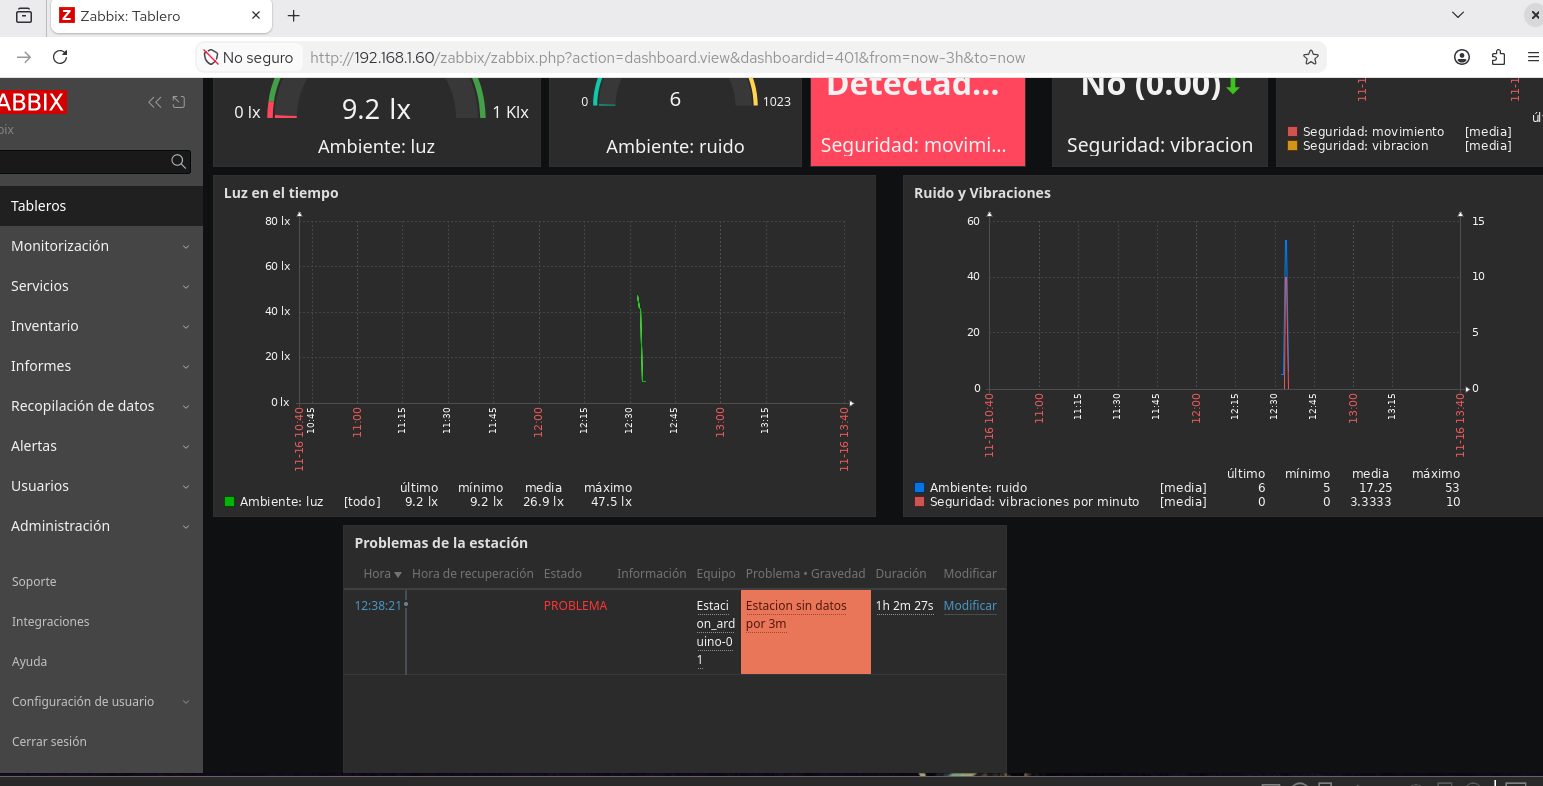 Z Zabbix: Tablero
No seguro http://192.168.1.60/zabbix/zabbix.php?action=dashboard.view&dashboardid=401&from=now-3h&to=now
ABBIX
bix
Tableros
Monitorización
Servicios
Inventario
Informes
Recopilación de datos
Alertas
Usuarios
Administración
Soporte
Integraciones
Ayuda
Configuración de usuario
Cerrar sesión
0 lx 9.2 lx 1 Klx
Ambiente: luz
0 6 1023
Ambiente: ruido
Detectad...
Seguridad: movimi...
No (0.00)
Seguridad: vibracion
11-1 11-1
úl
Seguridad: movimiento [media]
Seguridad: vibracion [media]
Luz en el tiempo
80 lx
60 lx
40 lx
20 lx
0 lx
11-16 10:40 10:45 11:00 11:15 11:30 11:45 12:00 12:15 12:30 12:45 13:00 13:15 11-16 13:40
último mínimo media máximo
Ambiente: luz [todo] 9.2 lx 9.2 lx 26.9 lx 47.5 lx
Ruido y Vibraciones
60 15
40 10
20 5
0 0
11-16 10:40 11:00 11:15 11:30 11:45 12:00 12:15 12:30 12:45 13:00 13:15 11-16 13:40
último mínimo media máximo
Ambiente: ruido [media] 6 5 17.25 53
Seguridad: vibraciones por minuto [media] 0 0 3.3333 10
Problemas de la estación
Hora Hora de recuperación Estado Información Equipo Problema • Gravedad Duración Modificar
12:38:21 PROBLEMA Estaci Estacion sin datos 1h 2m 27s Modificar
on_ard por 3m
uino-0
1